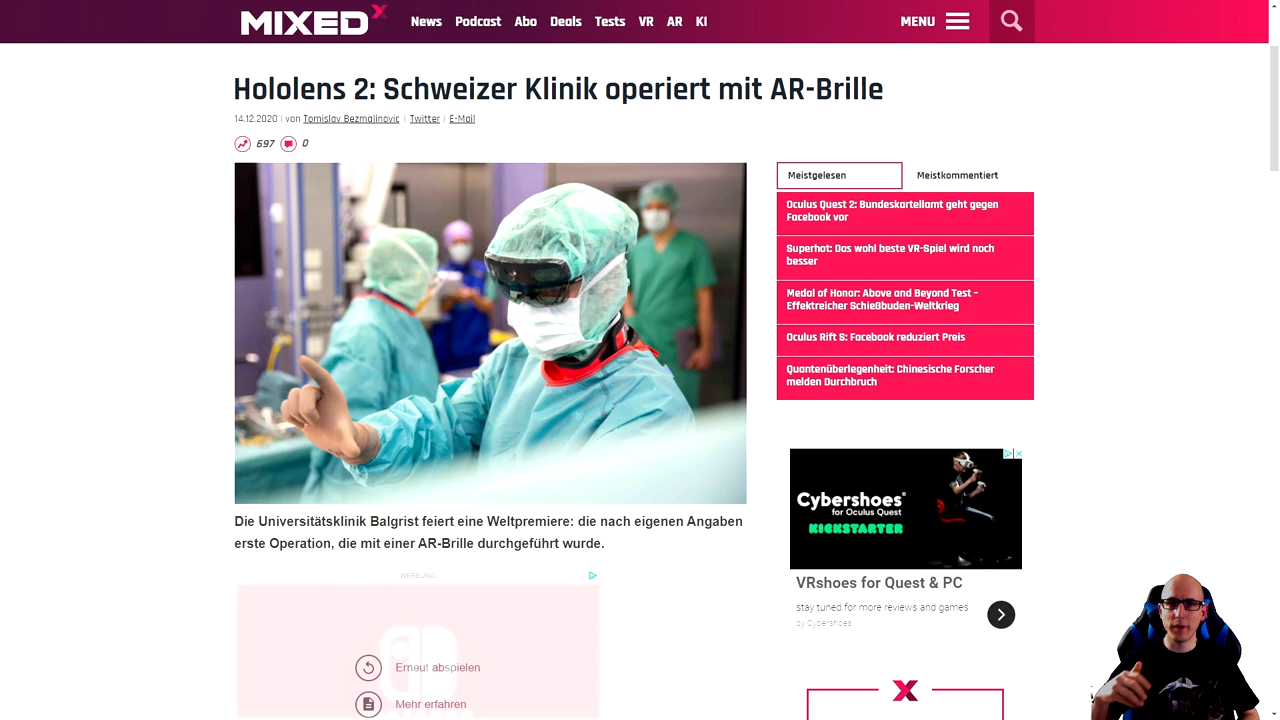 MIXED
News Podcast Abo Deals Tests VR AR KI
MENU
Hololens 2: Schweizer Klinik operiert mit AR-Brille
14.12.2020 | von Tomislav Bezmalinovic | Twitter | E-Mail
697 0
Die Universitätsklinik Balgrist feiert eine Weltpremiere: die nach eigenen Angaben
erste Operation, die mit einer AR-Brille durchgeführt wurde.
WERBUNG
Erneut abspielen
Mehr erfahren
Meistgelesen Meistkommentiert
Oculus Quest 2: Bundeskartellamt geht gegen
Facebook vor
Superhot: Das wohl beste VR-Spiel wird noch
besser
Medal of Honor: Above and Beyond Test -
Effektreicher Schießbuden-Weltkrieg
Oculus Rift S: Facebook reduziert Preis
Quantenüberlegenheit: Chinesische Forscher
melden Durchbruch
Cybershoes®
for Oculus Quest
KICKSTARTER
VRshoes for Quest & PC
stay tuned for more reviews and games
by Cybershoes